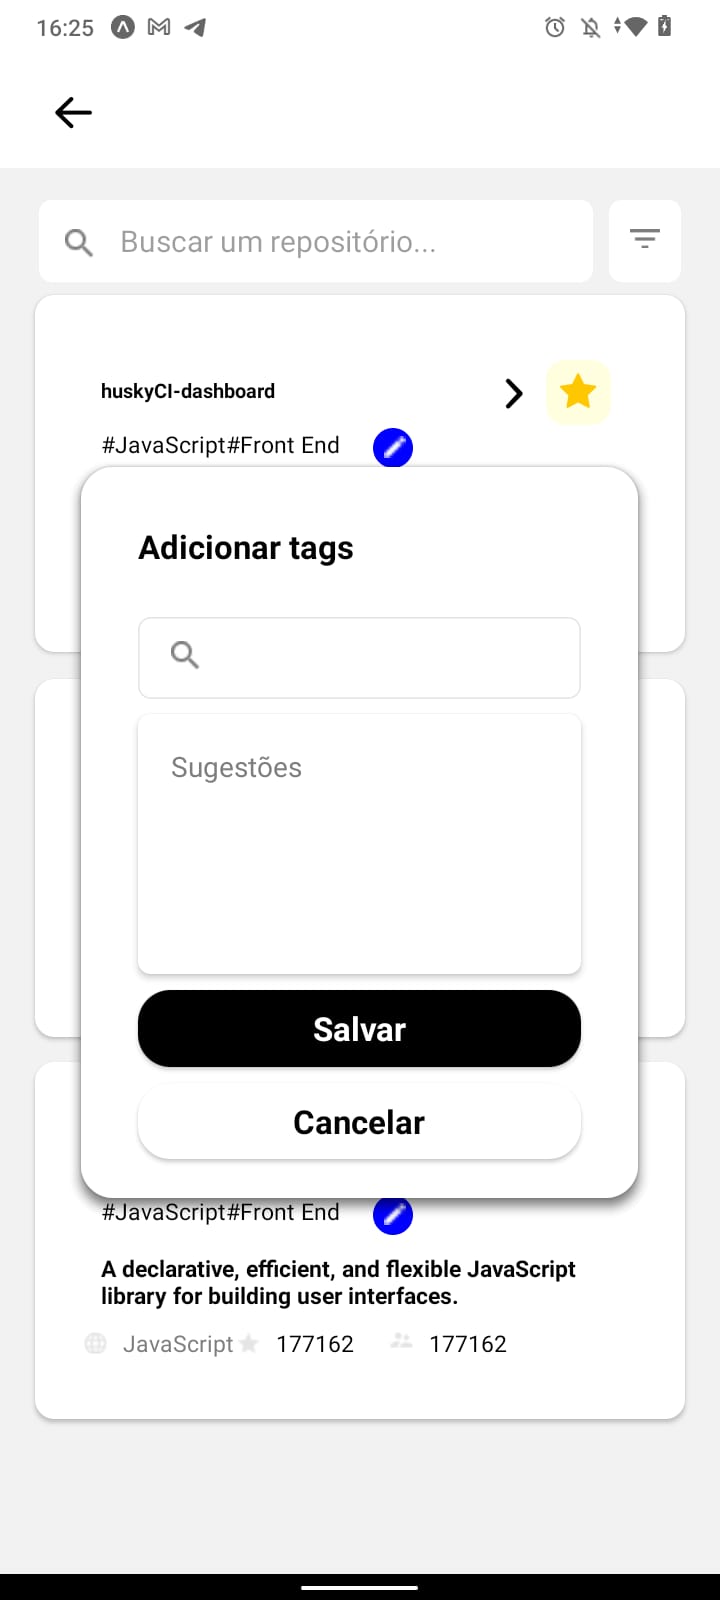 16:25
Buscar um repositório...
huskyCI-dashboard
#JavaScript#Front End
Adicionar tags
Sugestões
Salvar
Cancelar
#JavaScript#Front End
A declarative, efficient, and flexible JavaScript
library for building user interfaces.
JavaScript 177162 177162